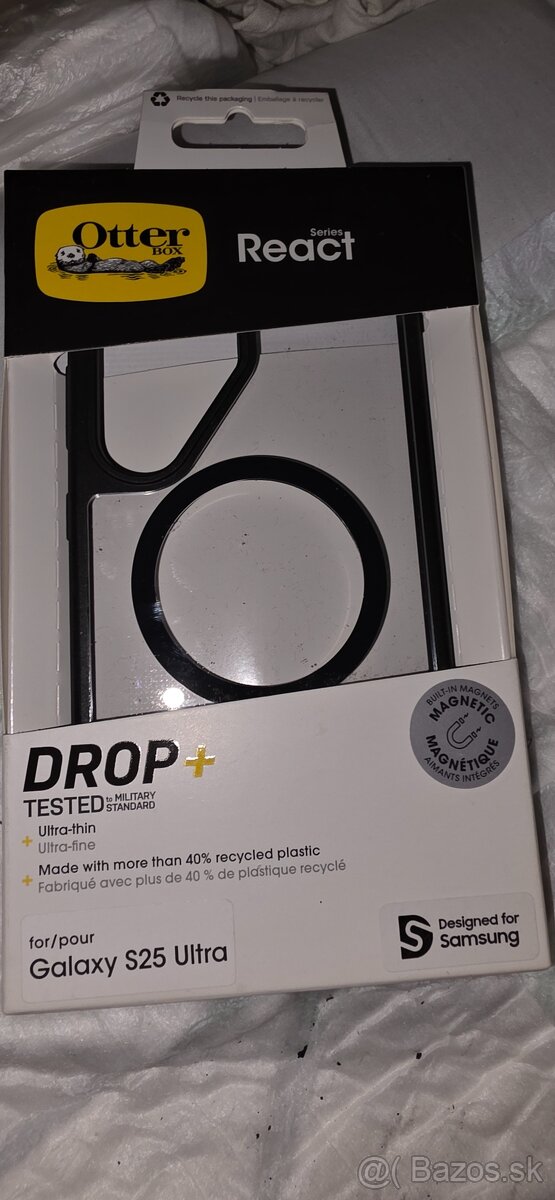 Recycle this packaging | Emballage à recycler
Otter
BOX
Series
React
BUILT-IN MAGNETS
MAGNETIC
MAGNÉTIQUE
AIMANTS INTÉGRÉS
DROP+
TESTED to MILITARY STANDARD
+ Ultra-thin
Ultra-fine
+ Made with more than 40% recycled plastic
Fabriqué avec plus de 40 % de plastique recyclé
for/pour
Galaxy S25 Ultra
Designed for
Samsung
@( Bazos.sk